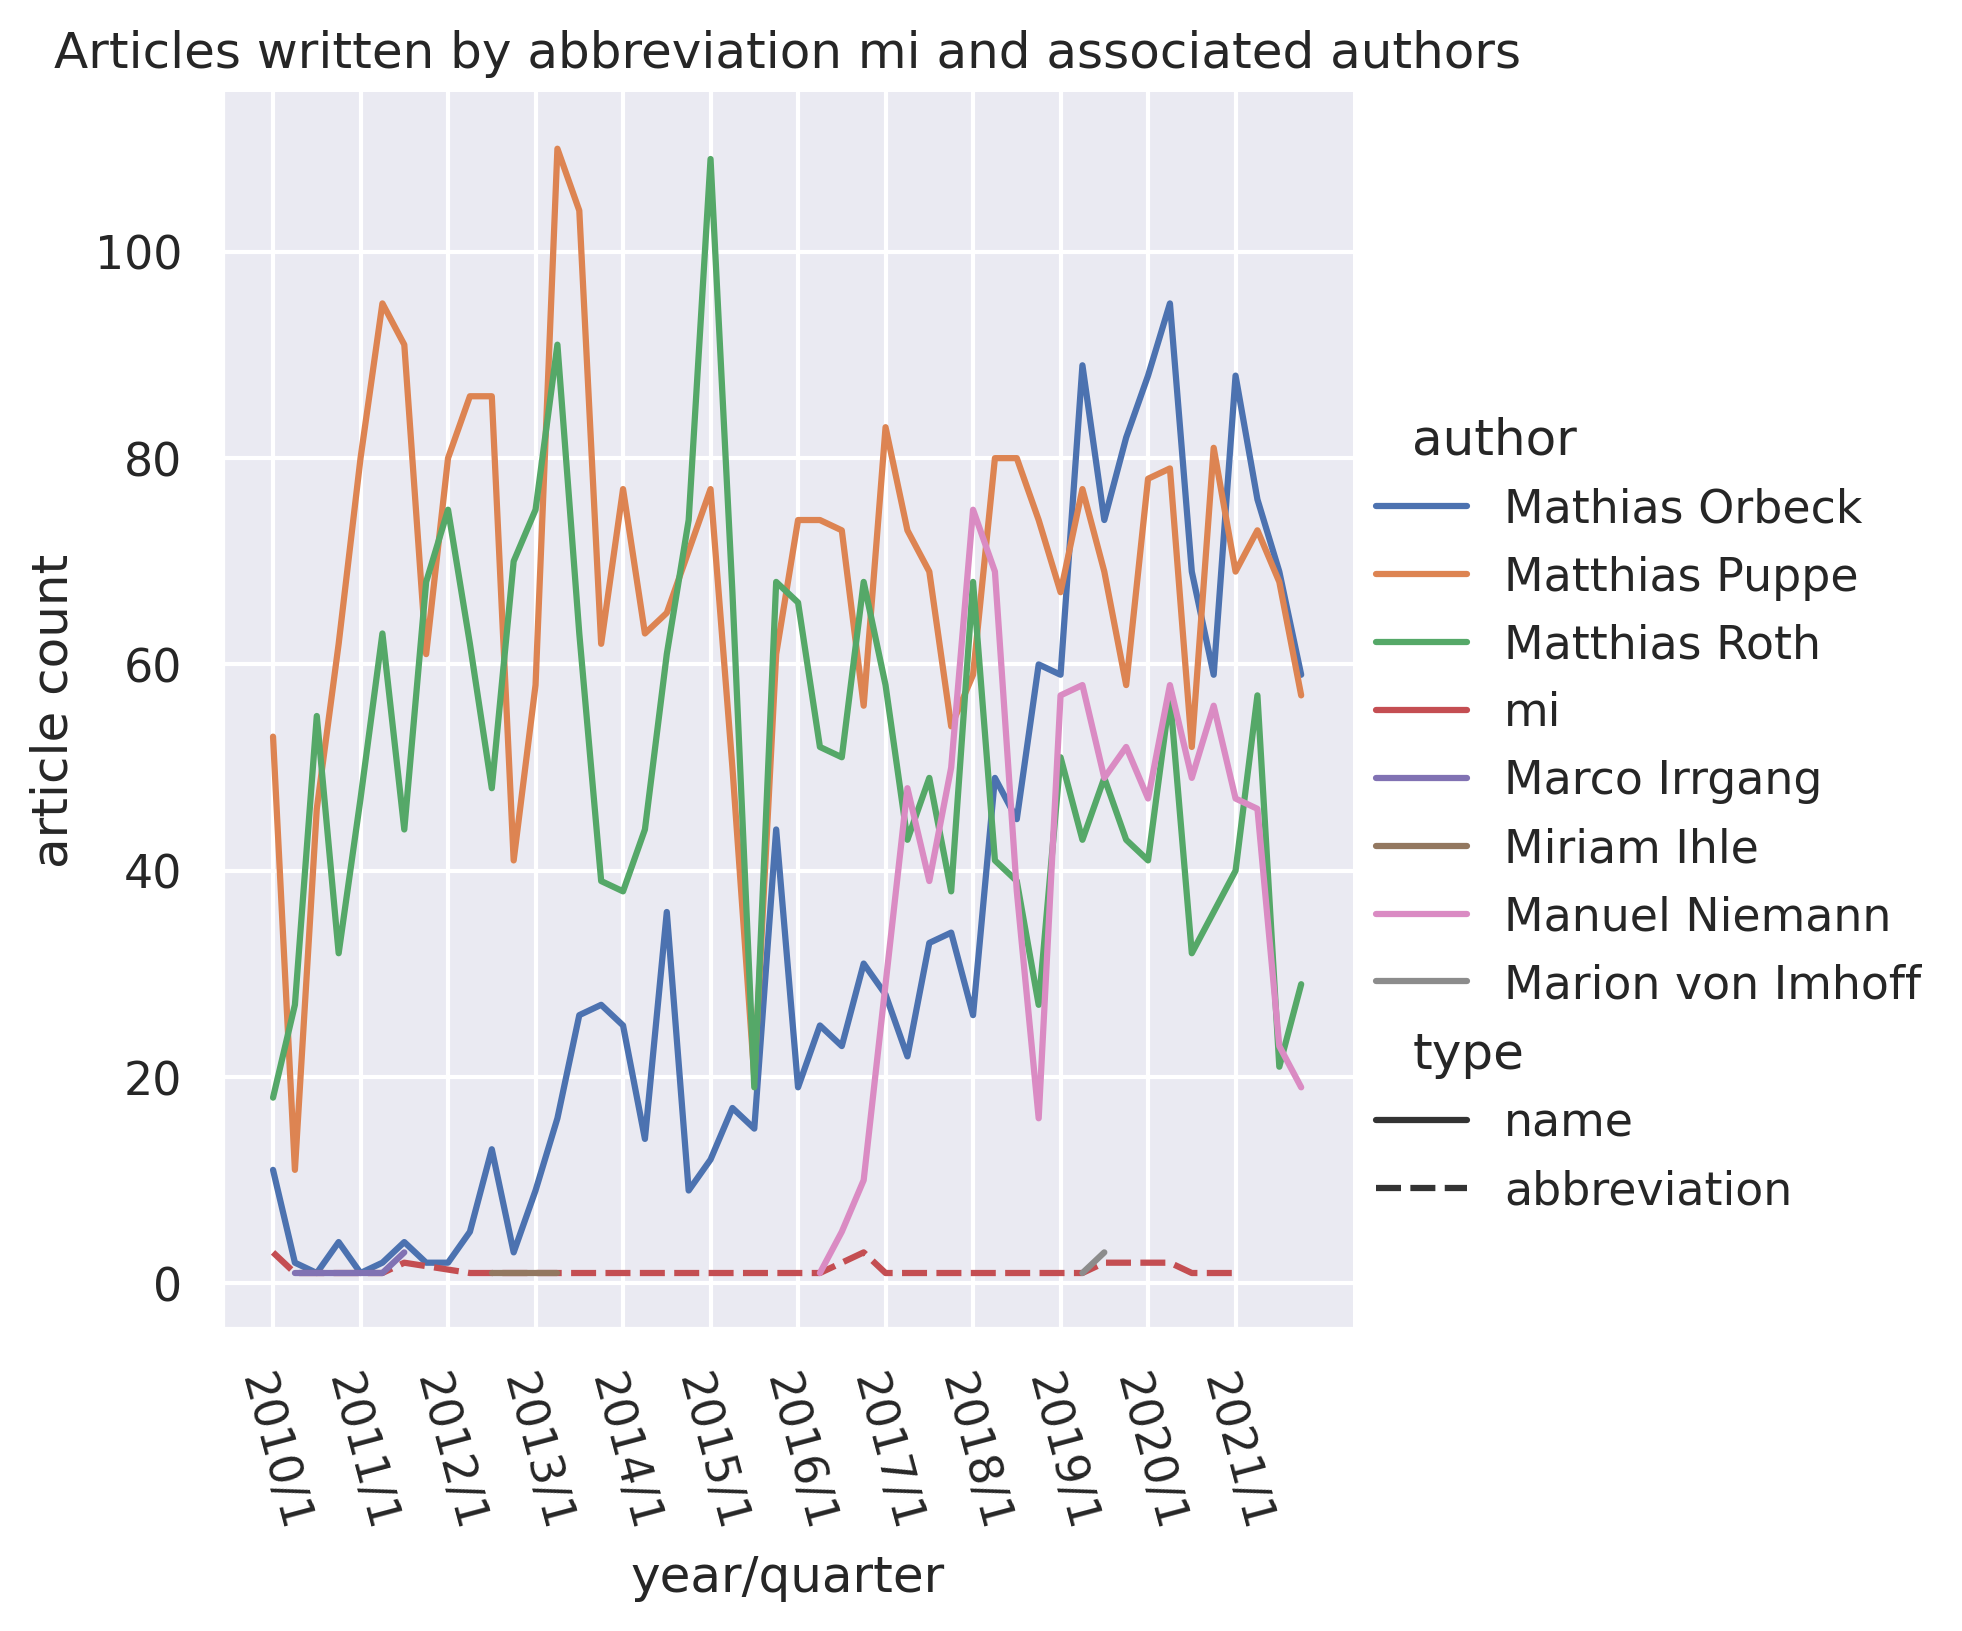 Articles written by abbreviation mi and associated authors
article count
100
80
60
40
20
0
2010/1
2011/1
2012/1
2013/1
2014/1
2015/1
2016/1
2017/1
2018/1
2019/1
2020/1
2021/1
year/quarter
author
Mathias Orbeck
Matthias Puppe
Matthias Roth
mi
Marco Irrgang
Miriam Ihle
Manuel Niemann
Marion von Imhoff
type
name
abbreviation